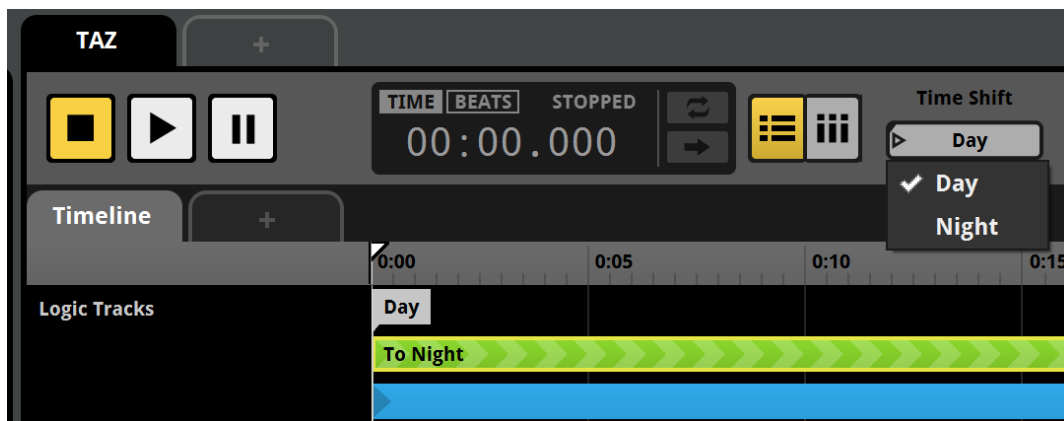 TAZ +
TIME BEATS STOPPED
00:00.000
Time Shift
Day
Day
Night
Timeline +
0:00 0:05 0:10 0:15
Logic Tracks
Day
To Night